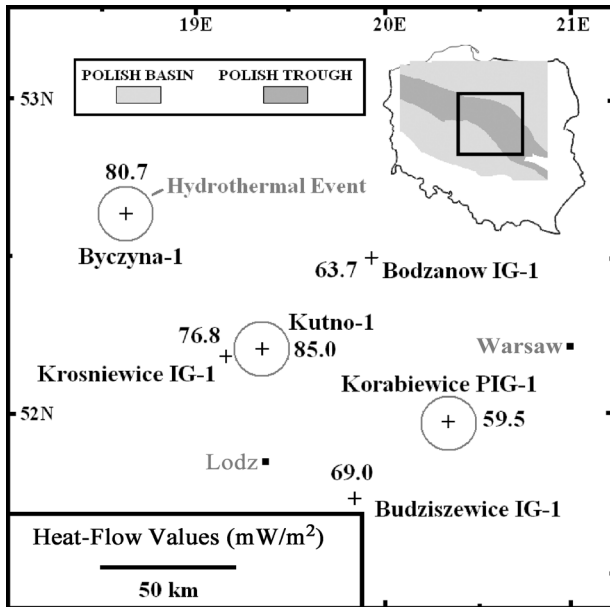 19E
20E
21E
53N
POLISH BASIN
POLISH TROUGH
80.7
Hydrothermal Event
Byczyna-1
63.7
Bodzanow IG-1
Kutno-1
76.8
85.0
Krosniewice IG-1
Warsaw
Korabiewice PIG-1
52N
59.5
Lodz
69.0
Budziszewice IG-1
Heat-Flow Values (mW/m²)
50 km